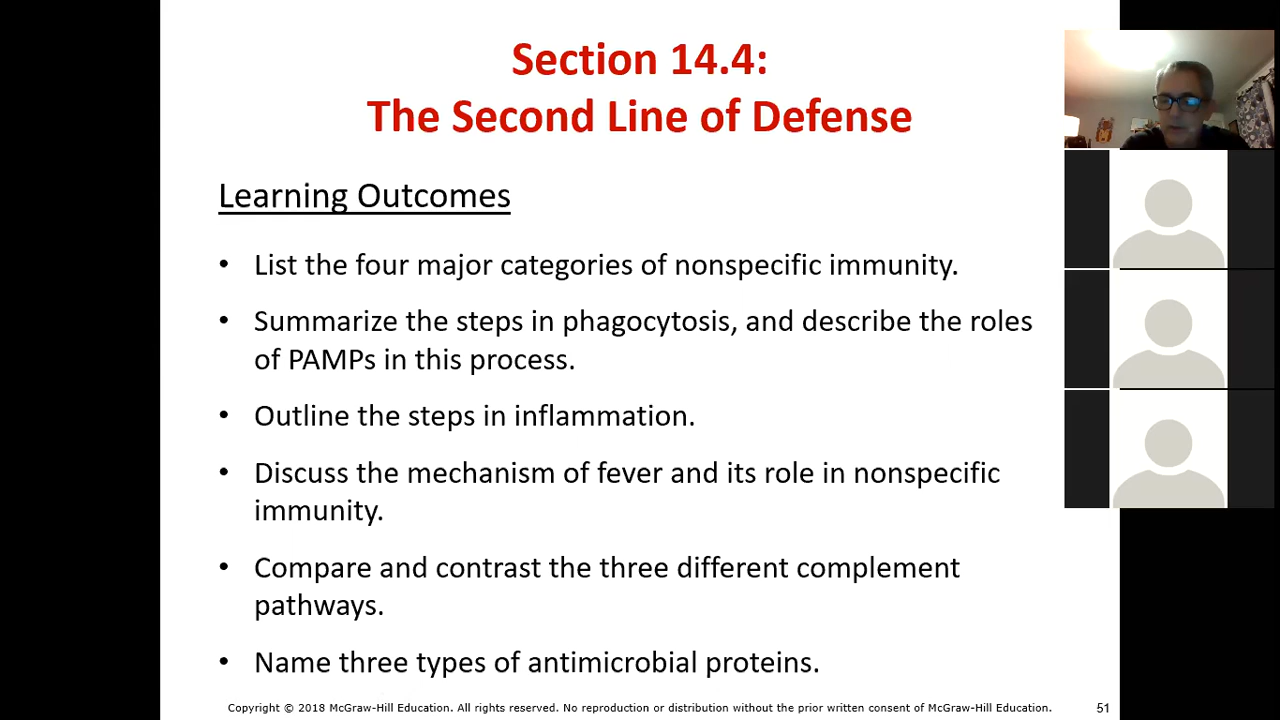 Section 14.4:
The Second Line of Defense
Learning Outcomes
• List the four major categories of nonspecific immunity.
• Summarize the steps in phagocytosis, and describe the roles
of PAMPs in this process.
• Outline the steps in inflammation.
• Discuss the mechanism of fever and its role in nonspecific
immunity.
• Compare and contrast the three different complement
pathways.
• Name three types of antimicrobial proteins.
Copyright © 2018 McGraw-Hill Education. All rights reserved. No reproduction or distribution without the prior written consent of McGraw-Hill Education.
51